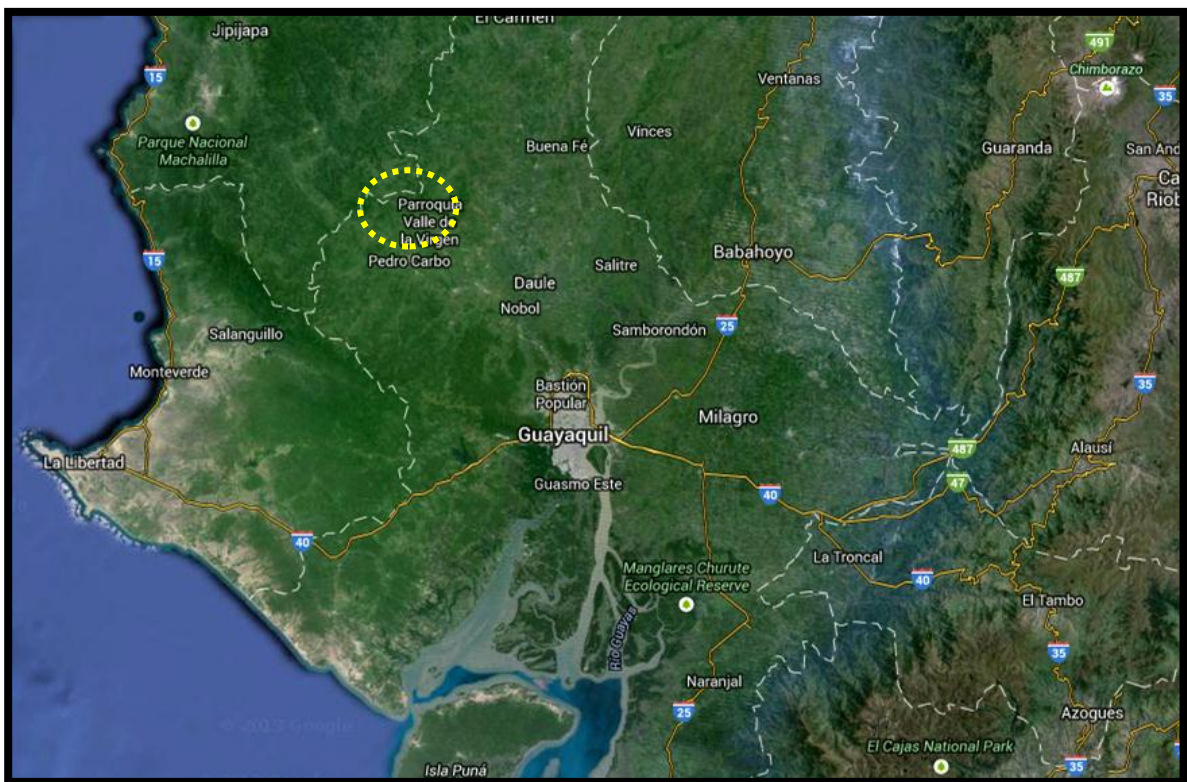 El Carmen
Jipijapa
491
15
Chimborazo
Ventanas
35
Parque Nacional
Machalilla
Vínces
Buena Fé
Guaranda
San And
Ca
Riob
Parroquia
Valle de
la Virgen
Pedro Carbo
15
Salitre
Babahoyo
487
Daule
Nobol
Samborondón
25
Salanguillo
Monteverde
35
Bastión
Popular
Milagro
Guayaquil
487
Alausí
La Libertad
47
Guasmo Este
40
40
La Troncal
Manglares Churute
Ecological Reserve
40
El Tambo
Río Guayas
35
Naranjal
25
Azogues
© 2013 Google
El Cajas National Park
Isla Puná
35